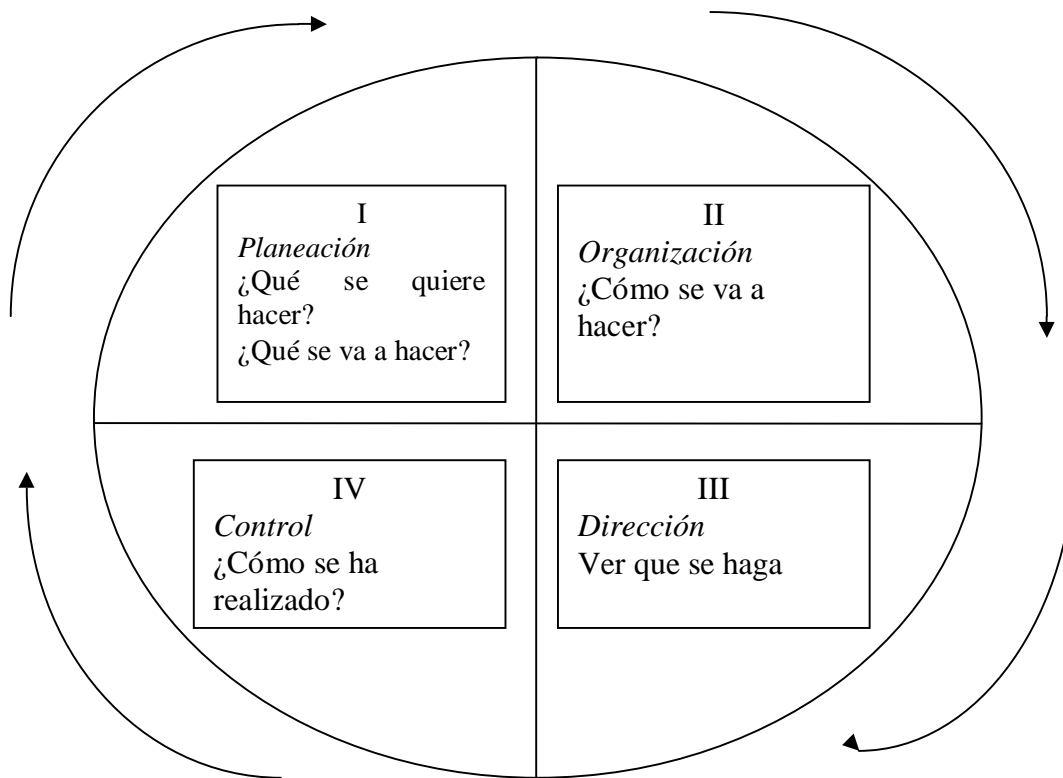 I
Planeación
¿Qué se quiere
hacer?
¿Qué se va a hacer?
II
Organización
¿Cómo se va a
hacer?
IV
Control
¿Cómo se ha
realizado?
III
Dirección
Ver que se haga